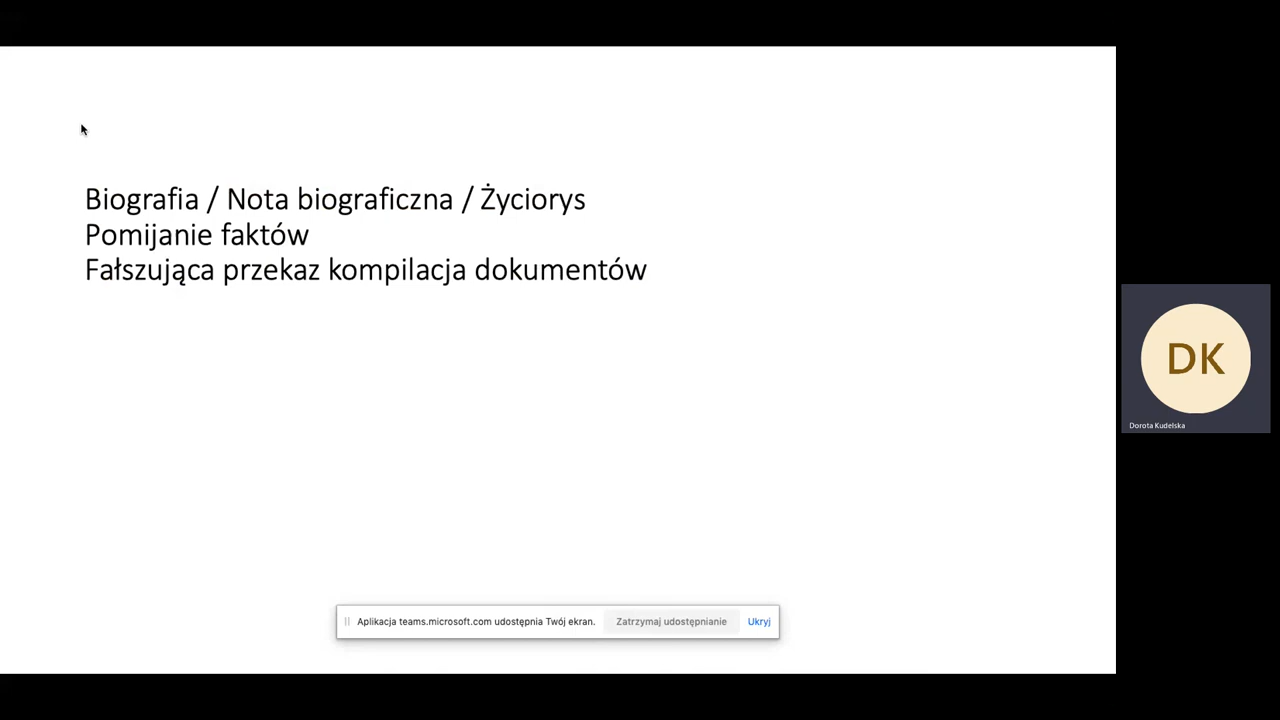 Biografia / Nota biograficzna / Życiorys
Pomijanie faktów
Fałszująca przekaz kompilacja dokumentów
DK
Dorota Kudelska
Aplikacja teams.microsoft.com udostępnia Twój ekran. Zatrzymaj udostępnianie Ukryj